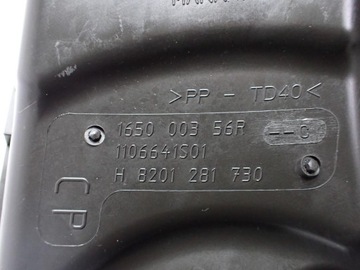 >PP - TD40<
1650 003 56R --C
1106641S01
H 8201 281 730
CP